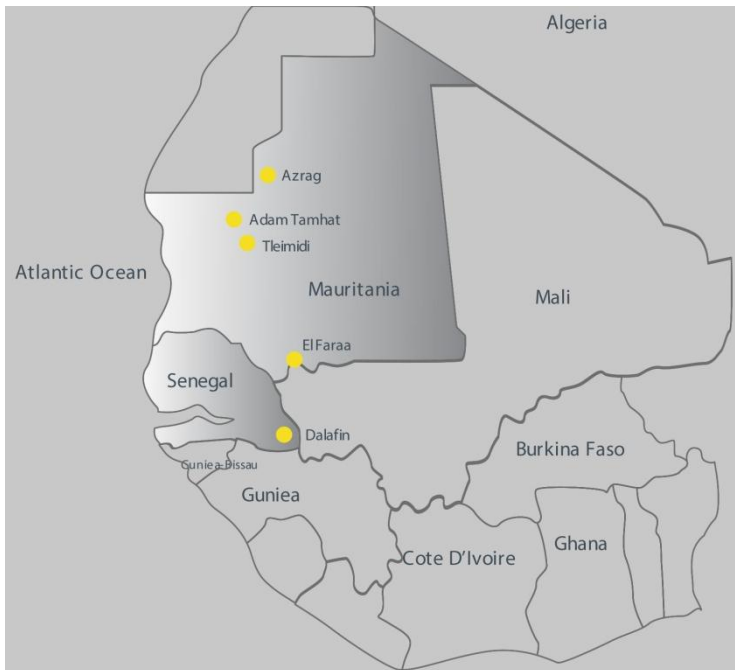 Algeria
Azrag
Adam Tamhat
Tleimidi
Atlantic Ocean
Mauritania
Mali
El Faraa
Senegal
Dalafin
Burkina Faso
Guniea-Bissau
Guniea
Cote D'Ivoire
Ghana